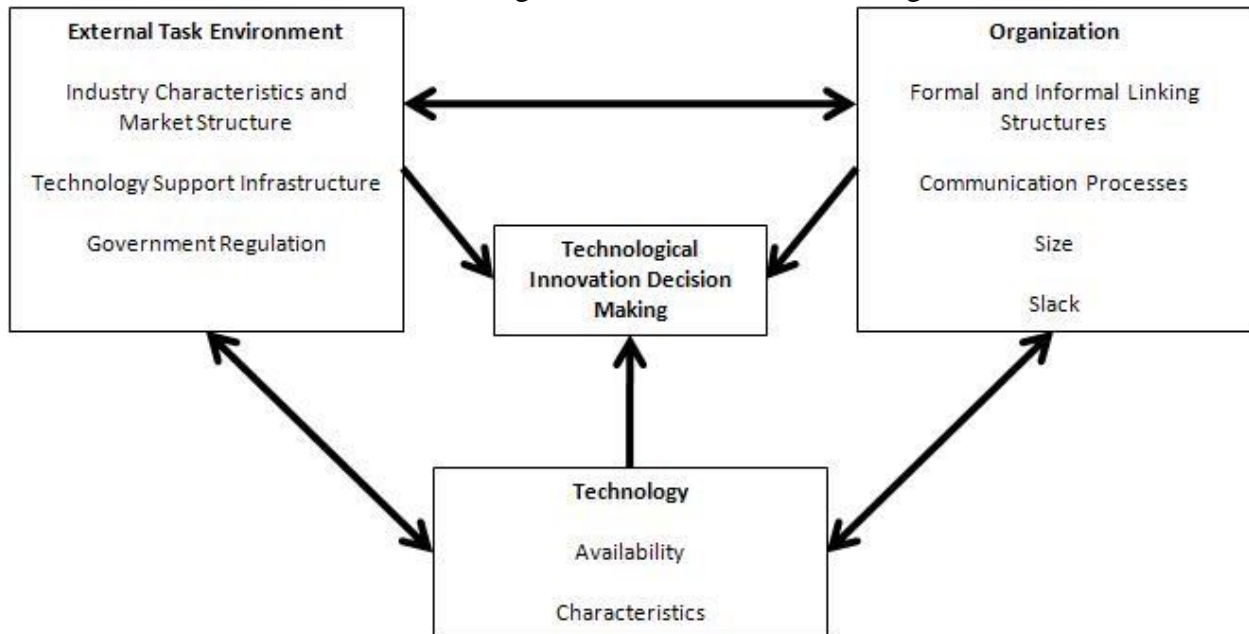 External Task Environment
Industry Characteristics and
Market Structure
Technology Support Infrastructure
Government Regulation
Organization
Formal and Informal Linking
Structures
Communication Processes
Size
Slack
Technological
Innovation Decision
Making
Technology
Availability
Characteristics